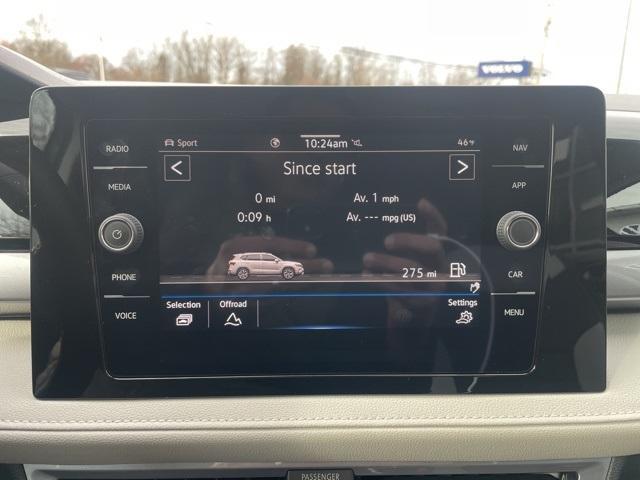 VOLVO
RADIO
Sport
10:24am
46°F
NAV
Since start
MEDIA
APP
0 mi
Av. 1 mph
0:09 h
Av. --- mpg (US)
PHONE
275 mi
CAR
Selection
Offroad
Settings
VOICE
MENU
PASSENGER